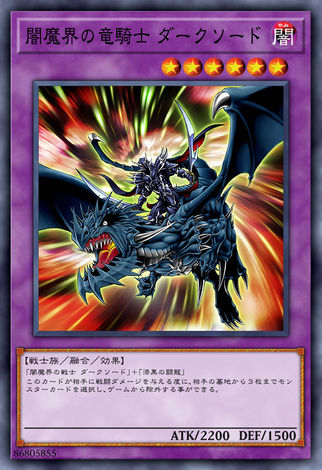 闇魔界の竜騎士 ダークソード
やみ
闇
【戦士族／融合／効果】
「闇魔界の戦士 ダークソード」＋「漆黒の闘龍」
このカードが相手に戦闘ダメージを与える度に、相手の墓地から３枚までモン
スターカードを選択し、ゲームから除外する事ができる。
ATK/2200 DEF/1500
86805855